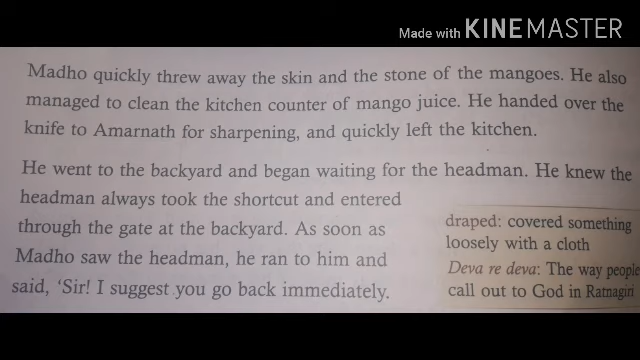 Made with KINEMASTER
Madho quickly threw away the skin and the stone of the mangoes. He also
managed to clean the kitchen counter of mango juice. He handed over the
knife to Amarnath for sharpening, and quickly left the kitchen.
He went to the backyard and began waiting for the headman. He knew the
headman always took the shortcut and entered
through the gate at the backyard. As soon as
Madho saw the headman, he ran to him and
said, ‘Sir! I suggest you go back immediately.
draped: covered something
loosely with a cloth
Deva re deva: The way people
call out to God in Ratnagiri